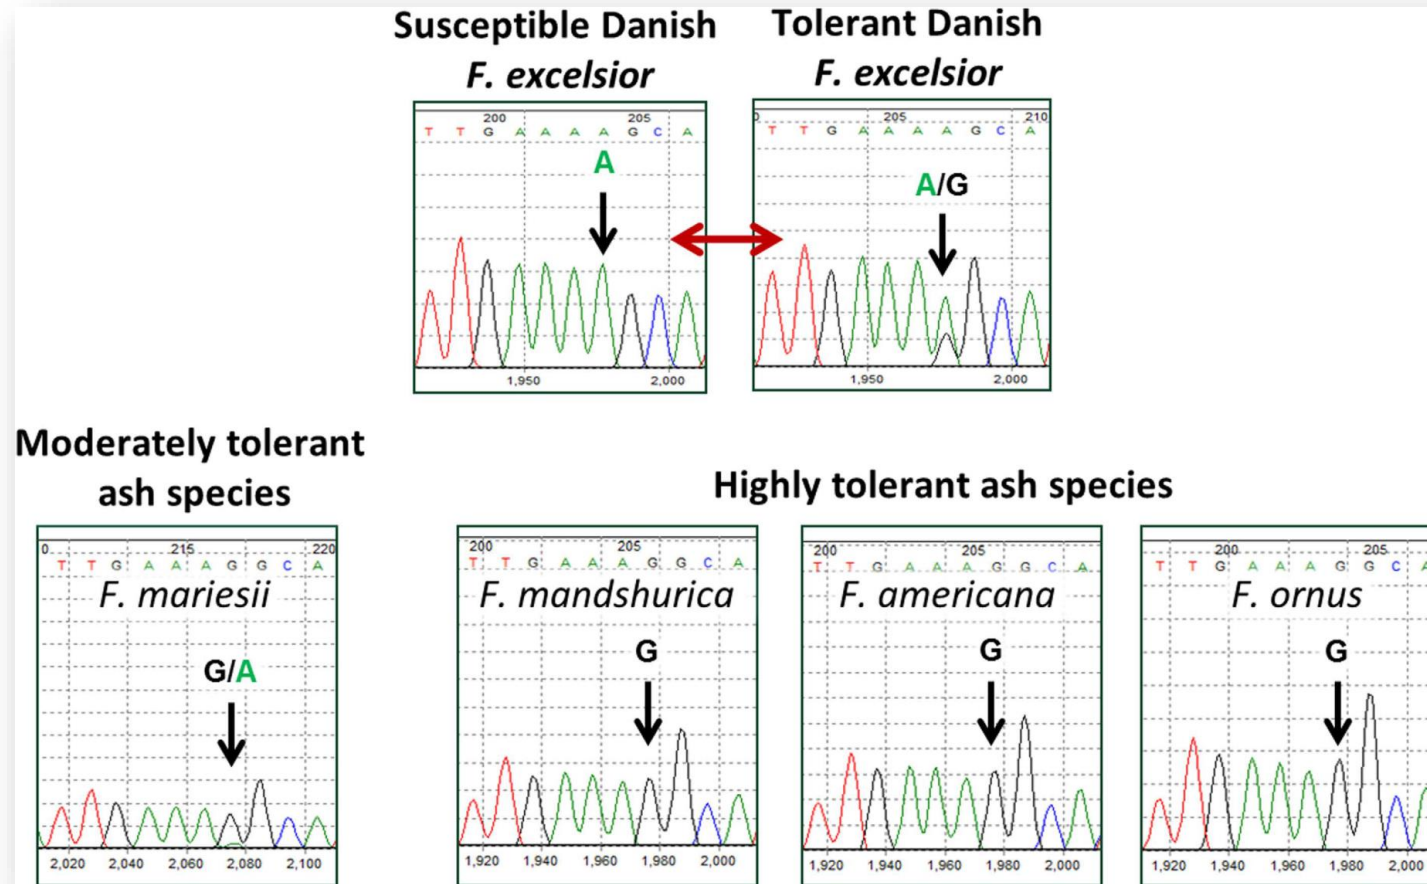 Susceptible Danish
F. excelsior
Tolerant Danish
F. excelsior
200 205
T T G A A A A G C A
A
1,950 2,000
0 205 210
T T G A A A A G C A
A/G
1,950 2,000
Moderately tolerant
ash species
Highly tolerant ash species
0 215 220
T T G A A A G G C A
F. mariesii
G/A
2,020 2,040 2,060 2,080 2,100
200 205
T T G A A A G G C A
F. mandshurica
G
1,920 1,940 1,960 1,980 2,000
200 205
T T G A A A G G C A
F. americana
G
1,920 1,940 1,960 1,980 2,000
200 205
T T G A A A G G C A
F. ornus
G
1,920 1,940 1,960 1,980 2,000